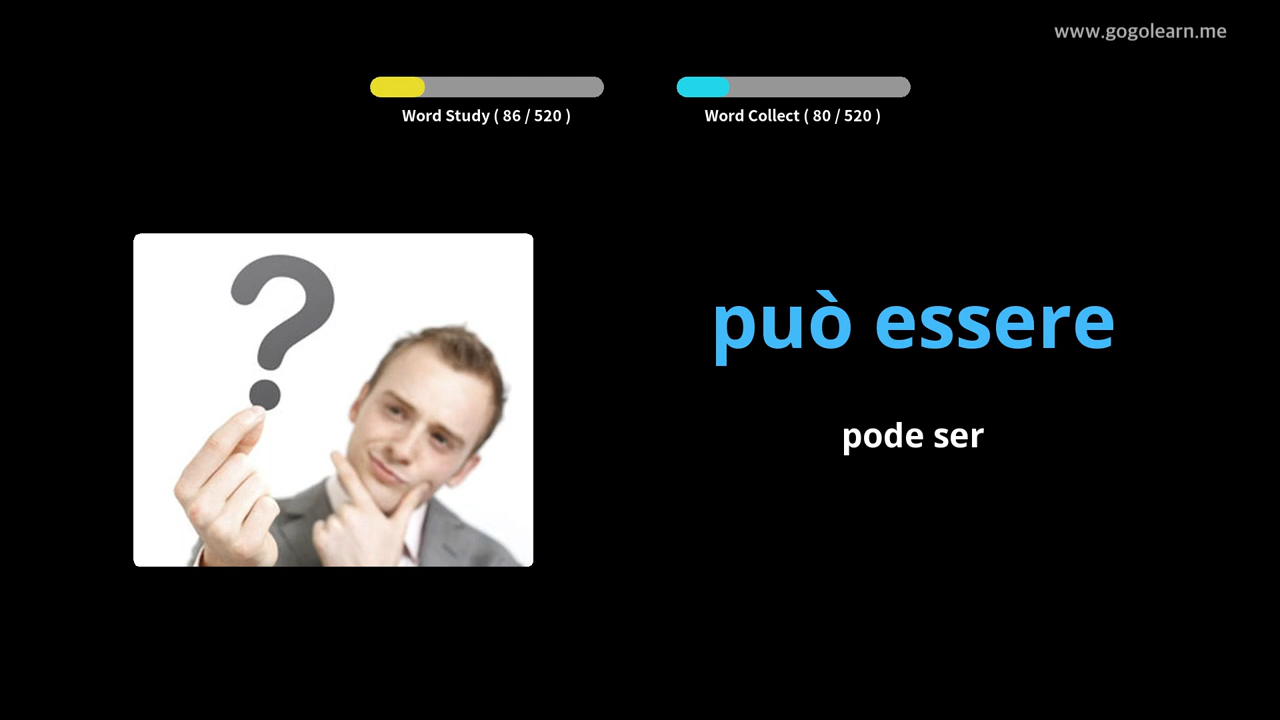 www.gogolearn.me
Word Study ( 86 / 520 )
Word Collect ( 80 / 520 )
può essere
pode ser